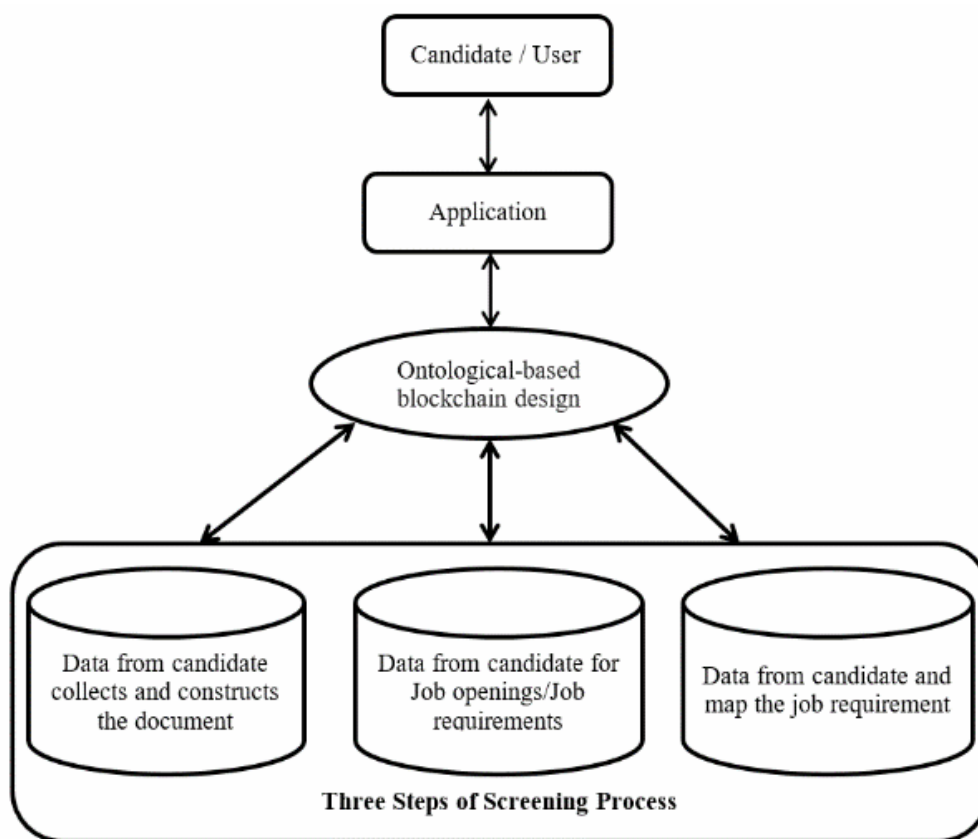 Candidate / User
Application
Ontological-based
blockchain design
Data from candidate
collects and constructs
the document
Data from candidate for
Job openings/Job
requirements
Data from candidate and
map the job requirement
Three Steps of Screening Process